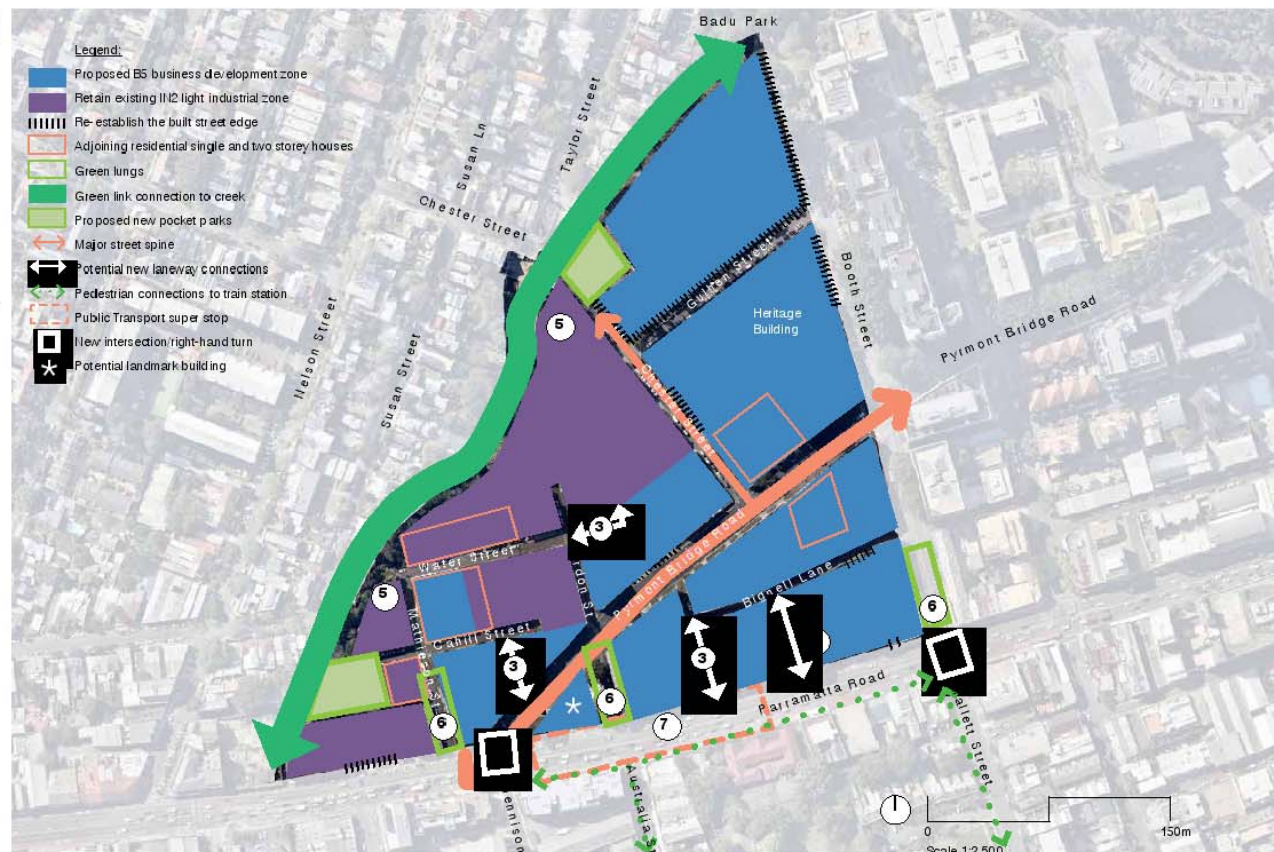 Badu Park
Legend:
Proposed B5 business development zone
Retain existing IN2 light industrial zone
Re-establish the built street edge
Adjoining residential single and two storey houses
Green lungs
Green link connection to creek
Proposed new pocket parks
Major street spine
Potential new laneway connections
Pedestrian connections to train station
Public Transport super stop
New intersection/right-hand turn
Potential landmark building
Taylor Street
Susan Ln
Chester Street
Nelson Street
Susan Street
Guihen Street
Booth Street
Heritage
Building
Pyrmont Bridge Road
5
Street
3
Water Street
Pyrmont Bridge Road
Bignell Lane
5
Cahill Street
3
3
6
6
6
7
Parramatta Road
Street
0
150m
Scale 1:2,500